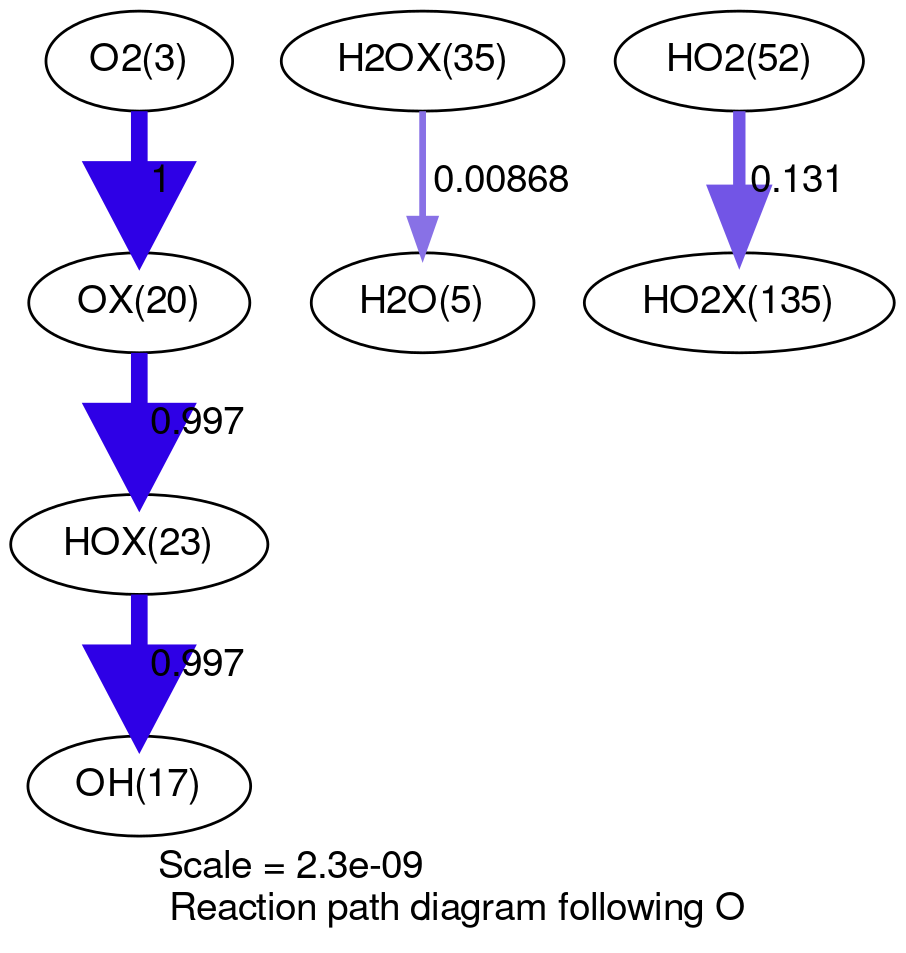 O2(3)
H2OX(35)
HO2(52)
1
0.00868
0.131
OX(20)
H2O(5)
HO2X(135)
0.997
HOX(23)
0.997
OH(17)
Scale = 2.3e-09
Reaction path diagram following O